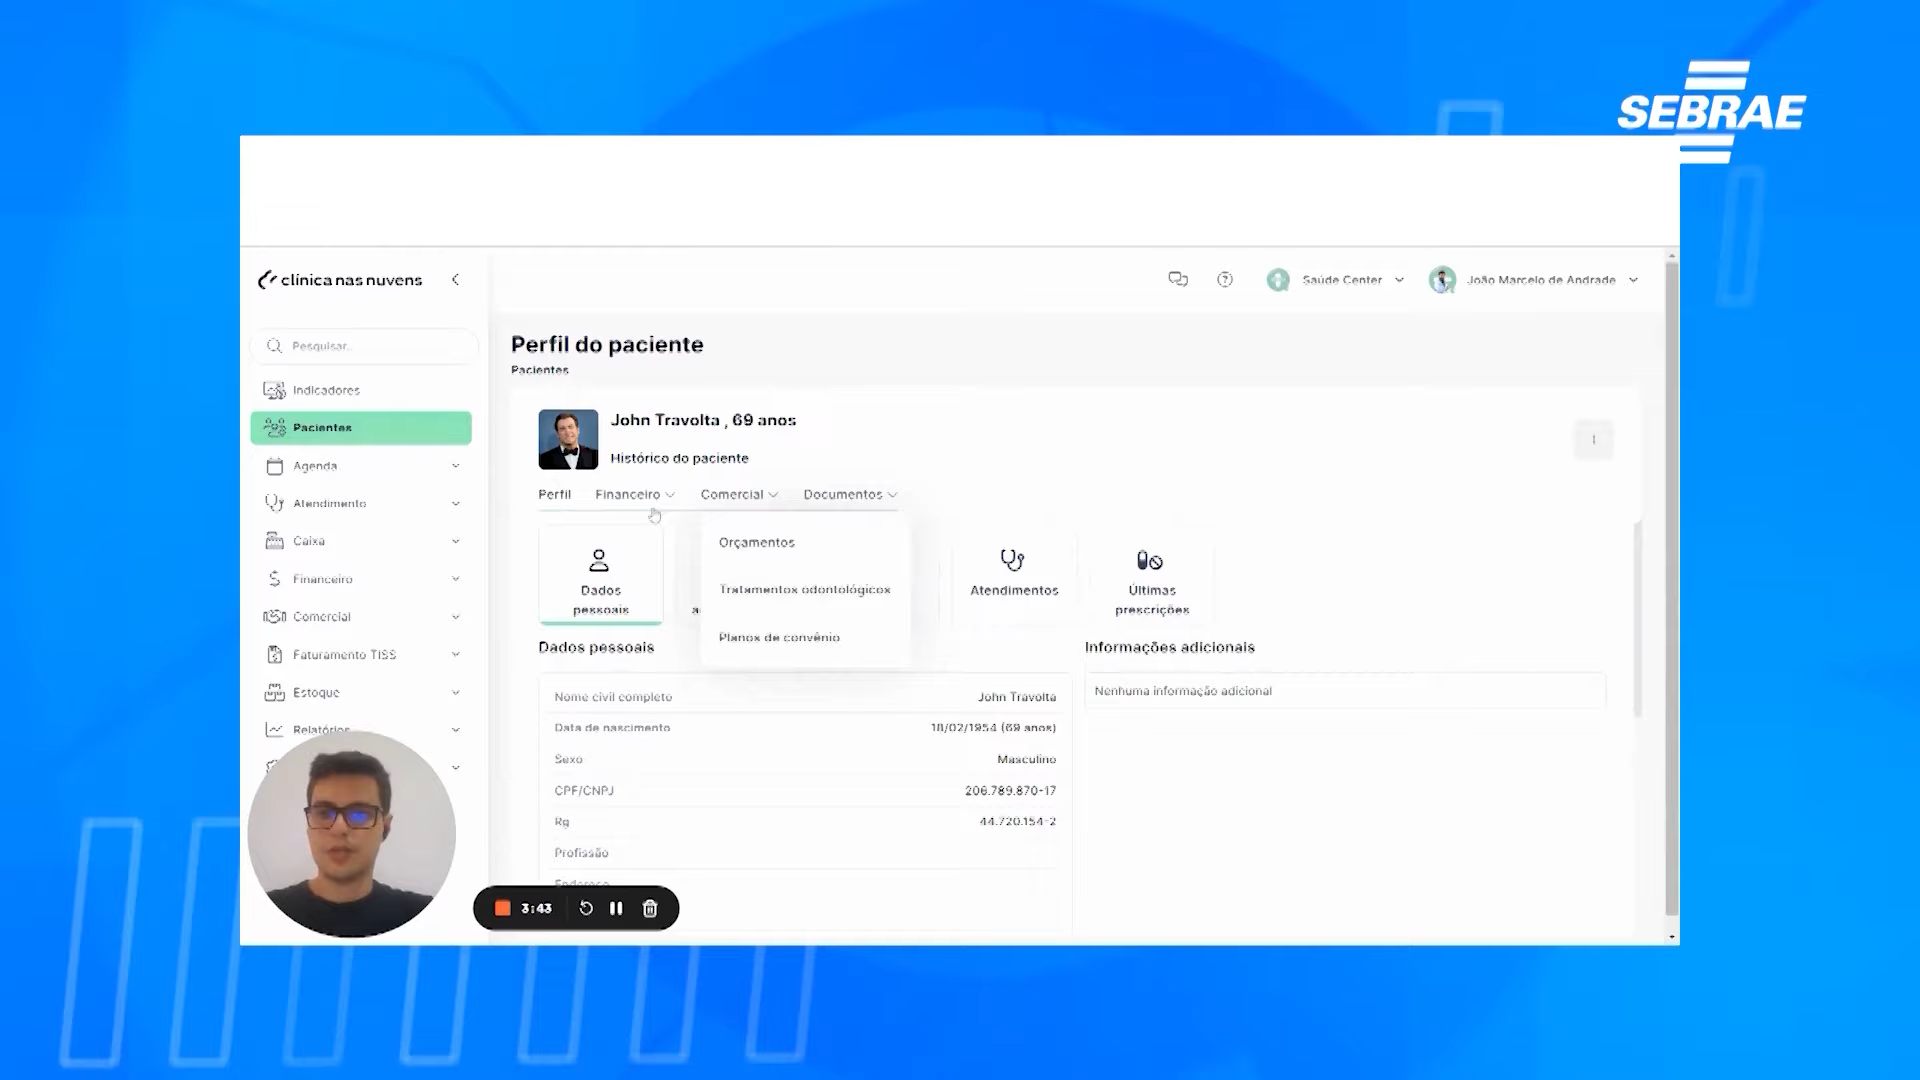 SEBRAE
clínica nas nuvens
Saúde Center
João Marcelo de Andrade
Pesquisar...
Indicadores
Pacientes
Agenda
Atendimento
Caixa
Financeiro
Comercial
Faturamento TISS
Estoque
Relatórios
Perfil do paciente
Pacientes
John Travolta , 69 anos
Histórico do paciente
Perfil Financeiro Comercial Documentos
Orçamentos
Tratamentos odontológicos
Planos de convênio
Dados
pessoais
Atendimentos
Últimas
prescrições
Dados pessoais
Nome civil completo John Travolta
Data de nascimento 18/02/1954 (69 anos)
Sexo Masculino
CPF/CNPJ 206.789.870-17
Rg 44.720.154-2
Profissão
Endereço
Informações adicionais
Nenhuma informação adicional
3:43